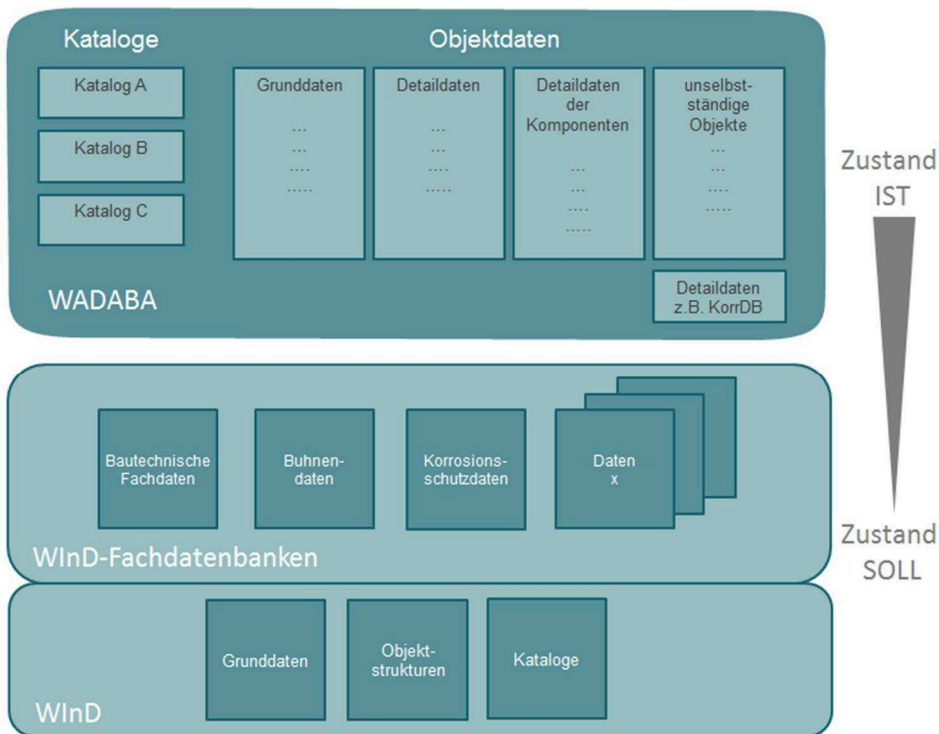 Kataloge
Objektdaten
Katalog A
Katalog B
Katalog C
Grunddaten
...
...
....
.....
Detaildaten
...
...
....
.....
Detaildaten
der
Komponenten
...
...
....
.....
unselbst-
ständige
Objekte
...
...
....
.....
Detaildaten
z.B. KorrDB
WADABA
Zustand
IST
Bautechnische
Fachdaten
Buhnen-
daten
Korrosions-
schutzdaten
Daten
x
WInD-Fachdatenbanken
Zustand
SOLL
Grunddaten
Objekt-
strukturen
Kataloge
WInD